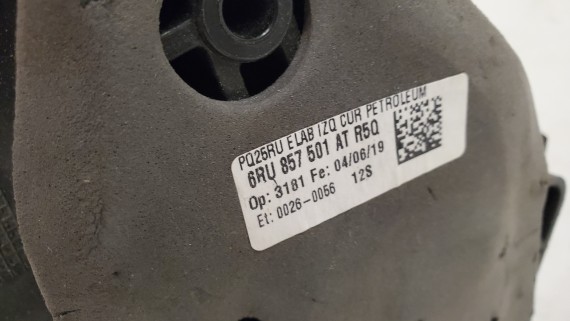 PQ25RU ELAB IZQ CUR PETROLEUM
6RU 857 501 AT R5Q
Op: 3181 Fe: 04/06/19
Et: 0026-0056 12S